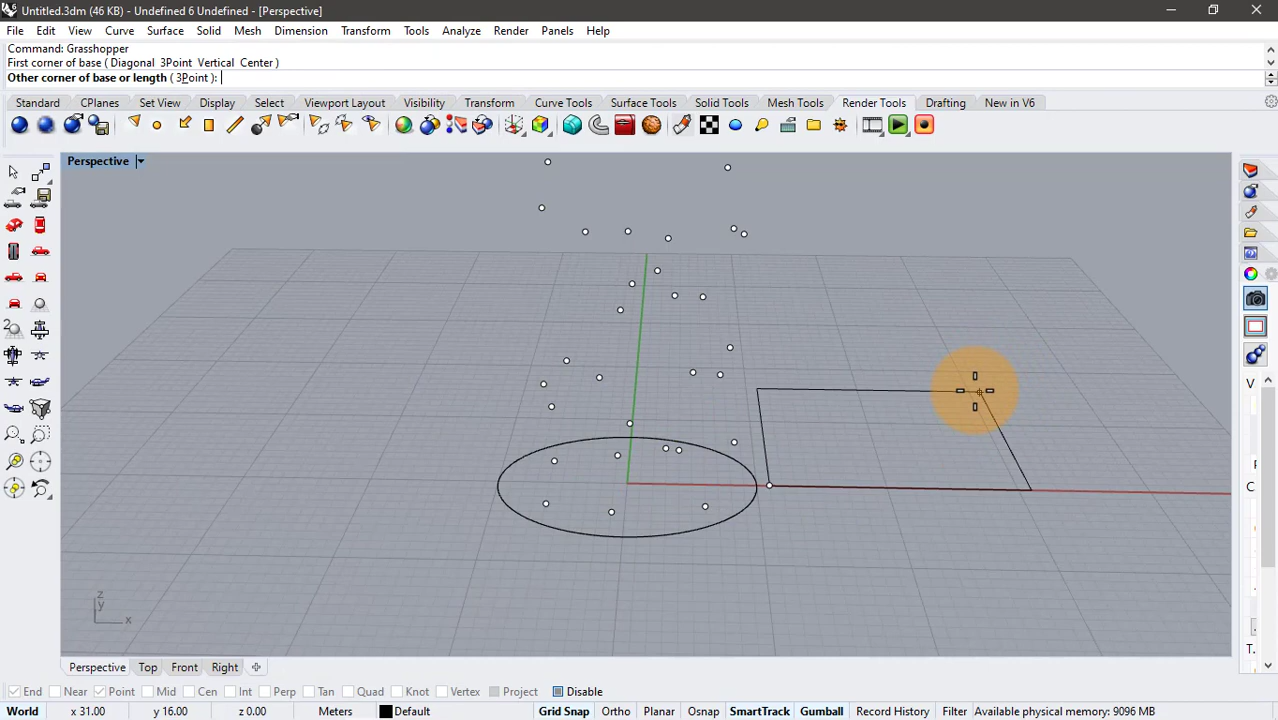 Untitled.3dm (46 KB) - Undefined 6 Undefined - [Perspective]
File Edit View Curve Surface Solid Mesh Dimension Transform Tools Analyze Render Panels Help
Command: Grasshopper
First corner of base ( Diagonal 3Point Vertical Center )
Other corner of base or length ( 3Point ):
Standard CPlanes Set View Display Select Viewport Layout Visibility Transform Curve Tools Surface Tools Solid Tools Mesh Tools Render Tools Drafting New in V6
Perspective
2
V
C
T.
z
y
x
Perspective Top Front Right
End Near Point Mid Cen Int Perp Tan Quad Knot Vertex Project Disable
World x 31.00 y 16.00 z 0.00 Meters Default Grid Snap Ortho Planar Osnap SmartTrack Gumball Record History Filter Available physical memory: 9096 MB